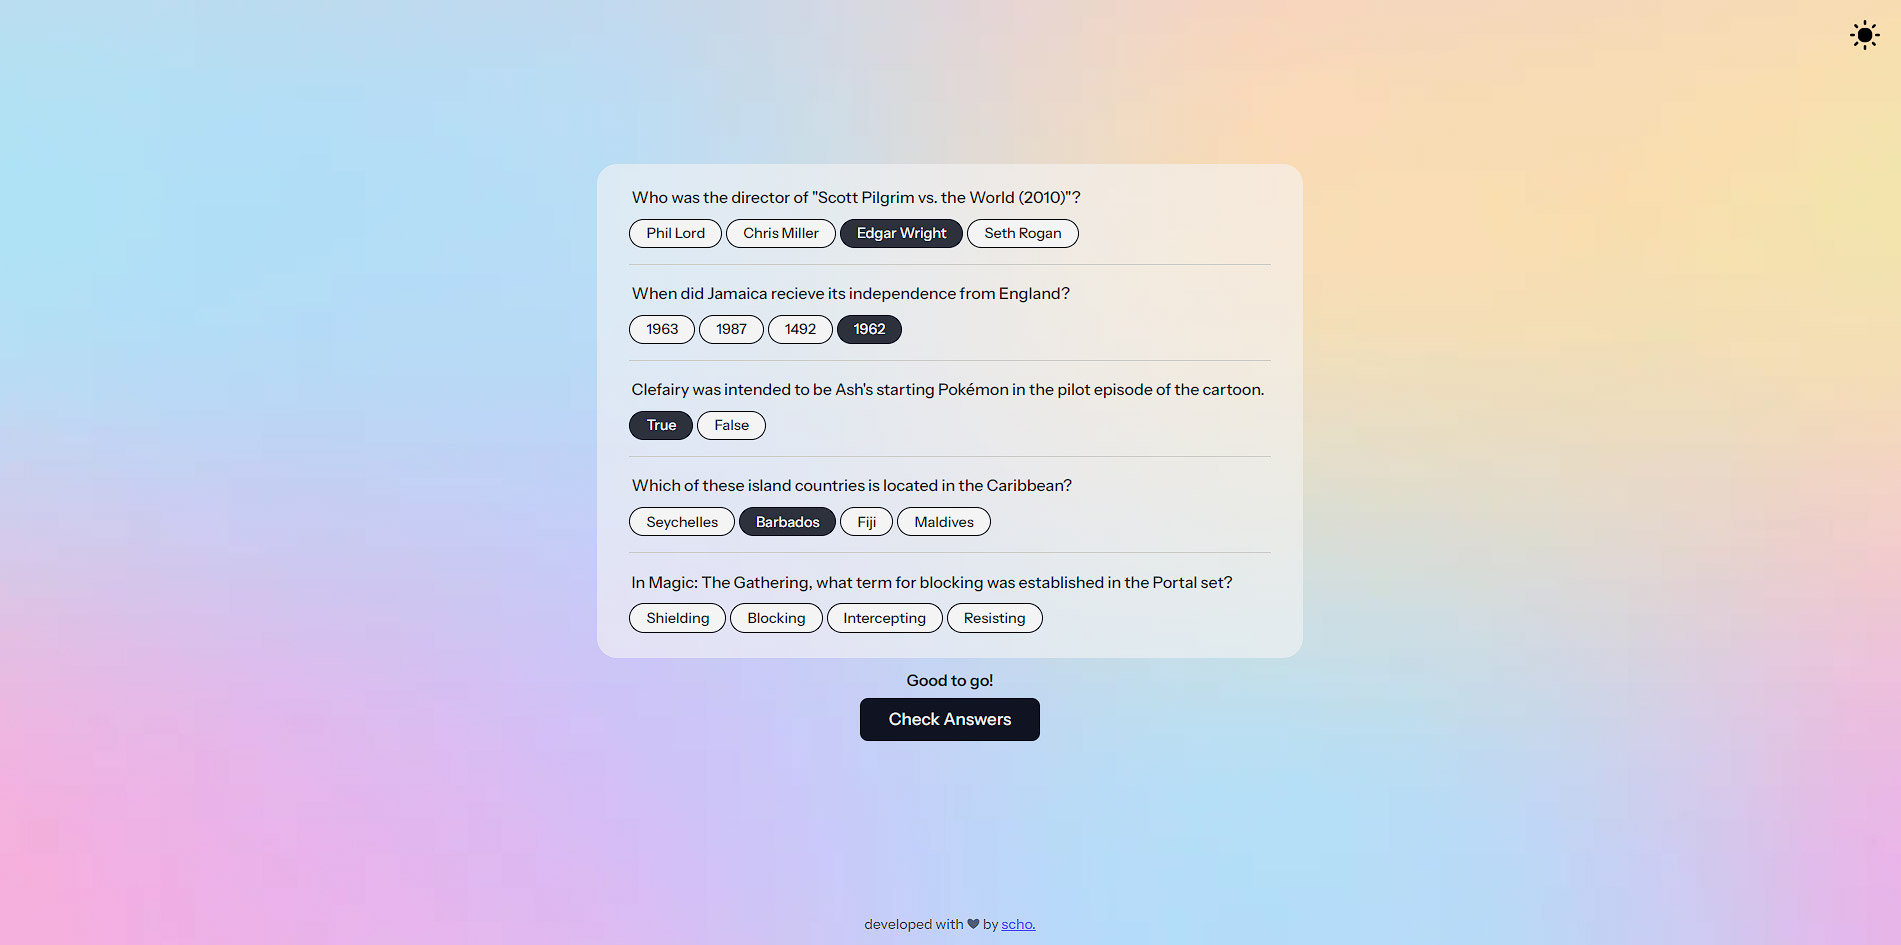 Who was the director of "Scott Pilgrim vs. the World (2010)"?
Phil Lord Chris Miller Edgar Wright Seth Rogan
When did Jamaica recieve its independence from England?
1963 1987 1492 1962
Clefairy was intended to be Ash's starting Pokémon in the pilot episode of the cartoon.
True False
Which of these island countries is located in the Caribbean?
Seychelles Barbados Fiji Maldives
In Magic: The Gathering, what term for blocking was established in the Portal set?
Shielding Blocking Intercepting Resisting
Good to go!
Check Answers
developed with 🖤 by scho.